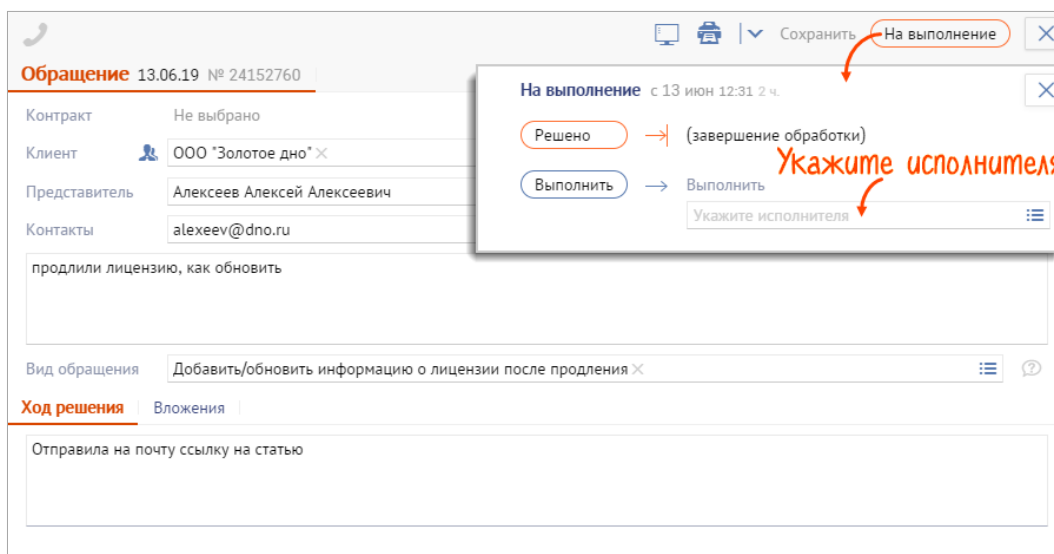 Сохранить На выполнение
Обращение 13.06.19 № 24152760
На выполнение с 13 июн 12:31 2 ч.
Контракт Не выбрано
Решено (завершение обработки)
Клиент ООО "Золотое дно"
Укажите исполнителя
Представитель Алексеев Алексей Алексеевич
Выполнить Выполнить
Укажите исполнителя
Контакты alexeev@dno.ru
продлили лицензию, как обновить
Вид обращения Добавить/обновить информацию о лицензии после продления
Ход решения Вложения
Отправила на почту ссылку на статью